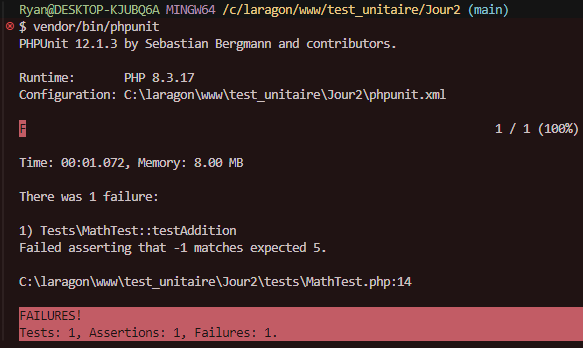 Ryan@DESKTOP-KJUBQ6A MINGW64 /c/laragon/www/test_unitaire/Jour2 (main)
$ vendor/bin/phpunit
PHPUnit 12.1.3 by Sebastian Bergmann and contributors.
Runtime:       PHP 8.3.17
Configuration: C:\laragon\www\test_unitaire\Jour2\phpunit.xml
F 1 / 1 (100%)
Time: 00:01.072, Memory: 8.00 MB
There was 1 failure:
1) Tests\MathTest::testAddition
Failed asserting that -1 matches expected 5.
C:\laragon\www\test_unitaire\Jour2\tests\MathTest.php:14
FAILURES!
Tests: 1, Assertions: 1, Failures: 1.